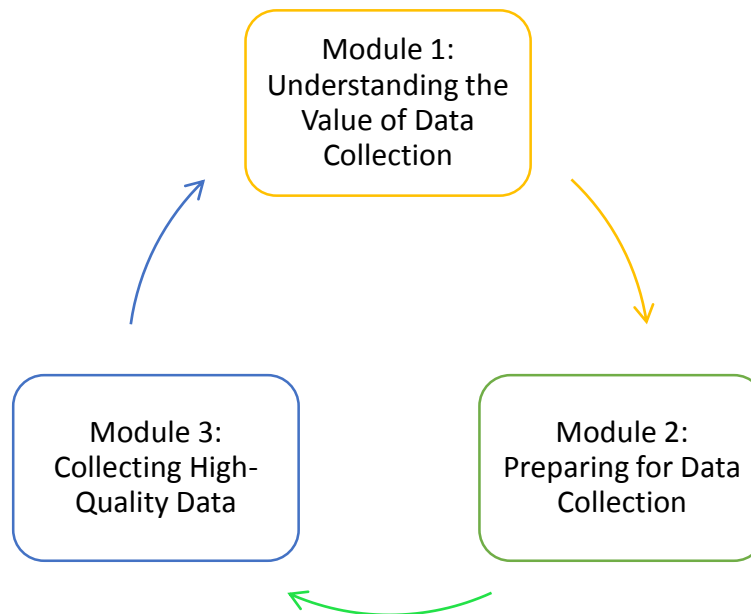 Module 1:
Understanding the
Value of Data
Collection
Module 2:
Preparing for Data
Collection
Module 3:
Collecting High-
Quality Data